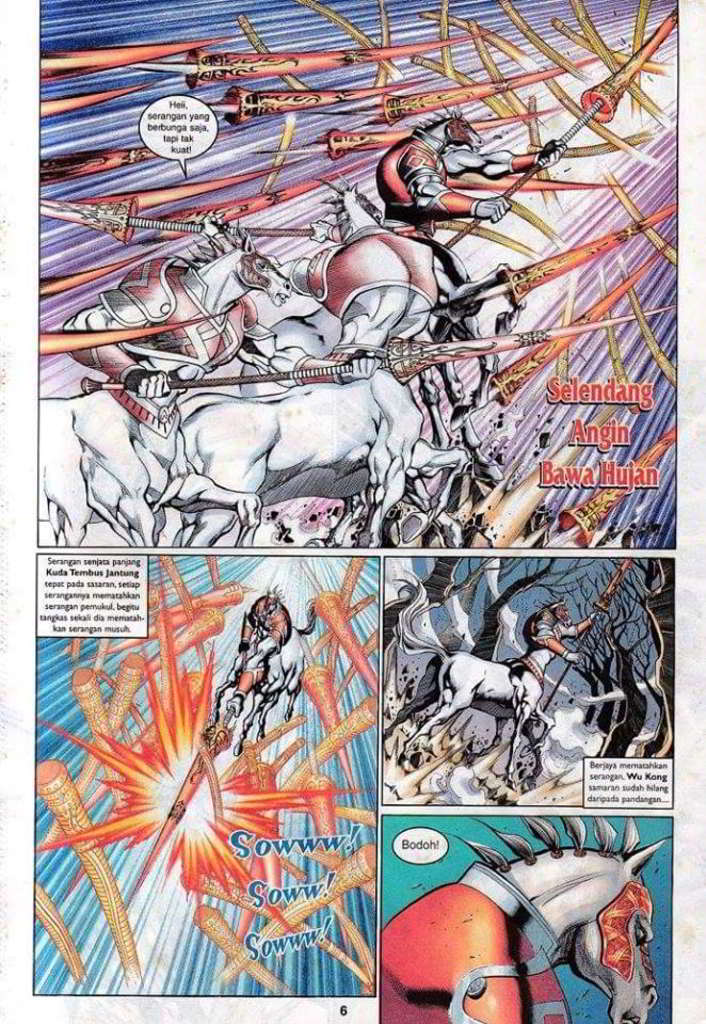 Heii,
serangan yang
berbunga saja,
tapi tak
kuat!
Selendang
Angin
Bawa Hujan
Serangan senjata panjang
Kuda Tembus Jantung
tepat pada sasaran, setiap
serangannya mematahkan
serangan pemukul, begitu
tangkas sekali dia mematah-
kan serangan musuh.
Berjaya mematahkan
serangan, Wu Kong
samaran sudah hilang
daripada pandangan....
Sowww!
Soww!
Sowww!
Bodoh!
6